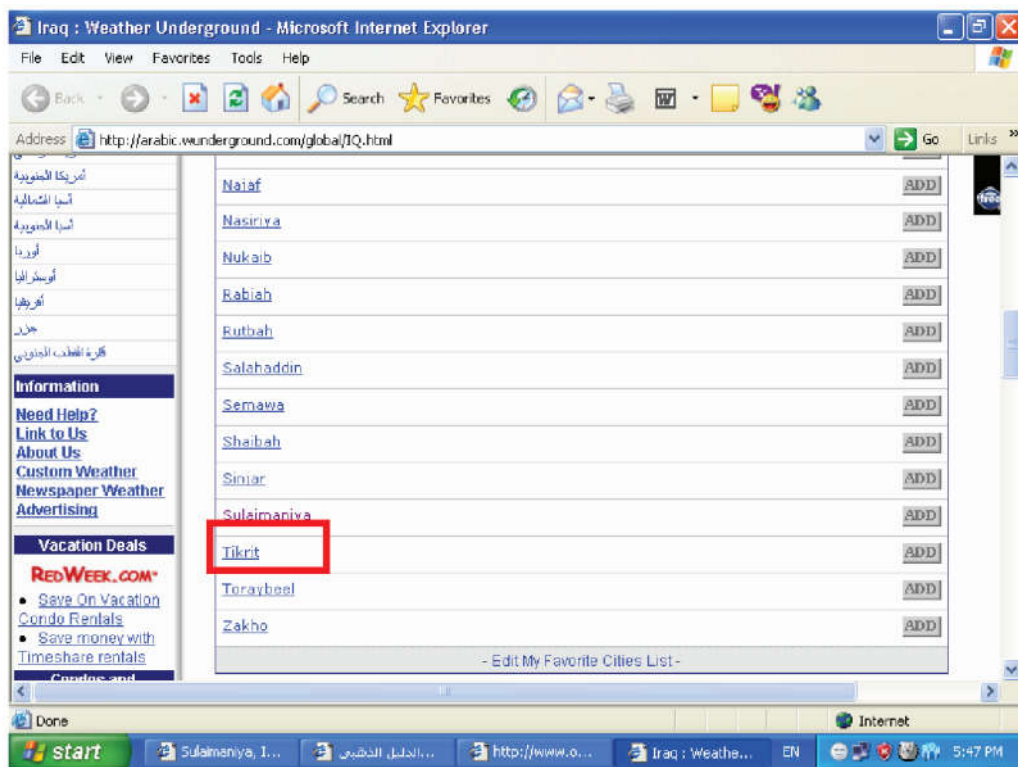 Iraq : Weather Underground - Microsoft Internet Explorer
File Edit View Favorites Tools Help
Back Search Favorites
Address http://arabic.wunderground.com/global/IQ.html Go Links »
أمريكا الجنوبية
آسيا الشمالية
آسيا الجنوبية
أوربا
أوسترالیا
أفريقيا
جزر
قارة القطب الجنوبي
Information
Need Help?
Link to Us
About Us
Custom Weather
Newspaper Weather
Advertising
Vacation Deals
REDWEEK.COM
• Save On Vacation
Condo Rentals
• Save money with
Timeshare rentals
Condos and
Najaf ADD
Nasiriya ADD
Nukaib ADD
Rabiah ADD
Rutbah ADD
Salahaddin ADD
Semawa ADD
Shaibah ADD
Sinjar ADD
Sulaimaniya ADD
Tikrit ADD
Toraybeel ADD
Zakho ADD
- Edit My Favorite Cities List -
Done Internet
start Sulaimaniya, I... الدليل الذهبي... http://www.o... Iraq : Weathe... EN 5:47 PM